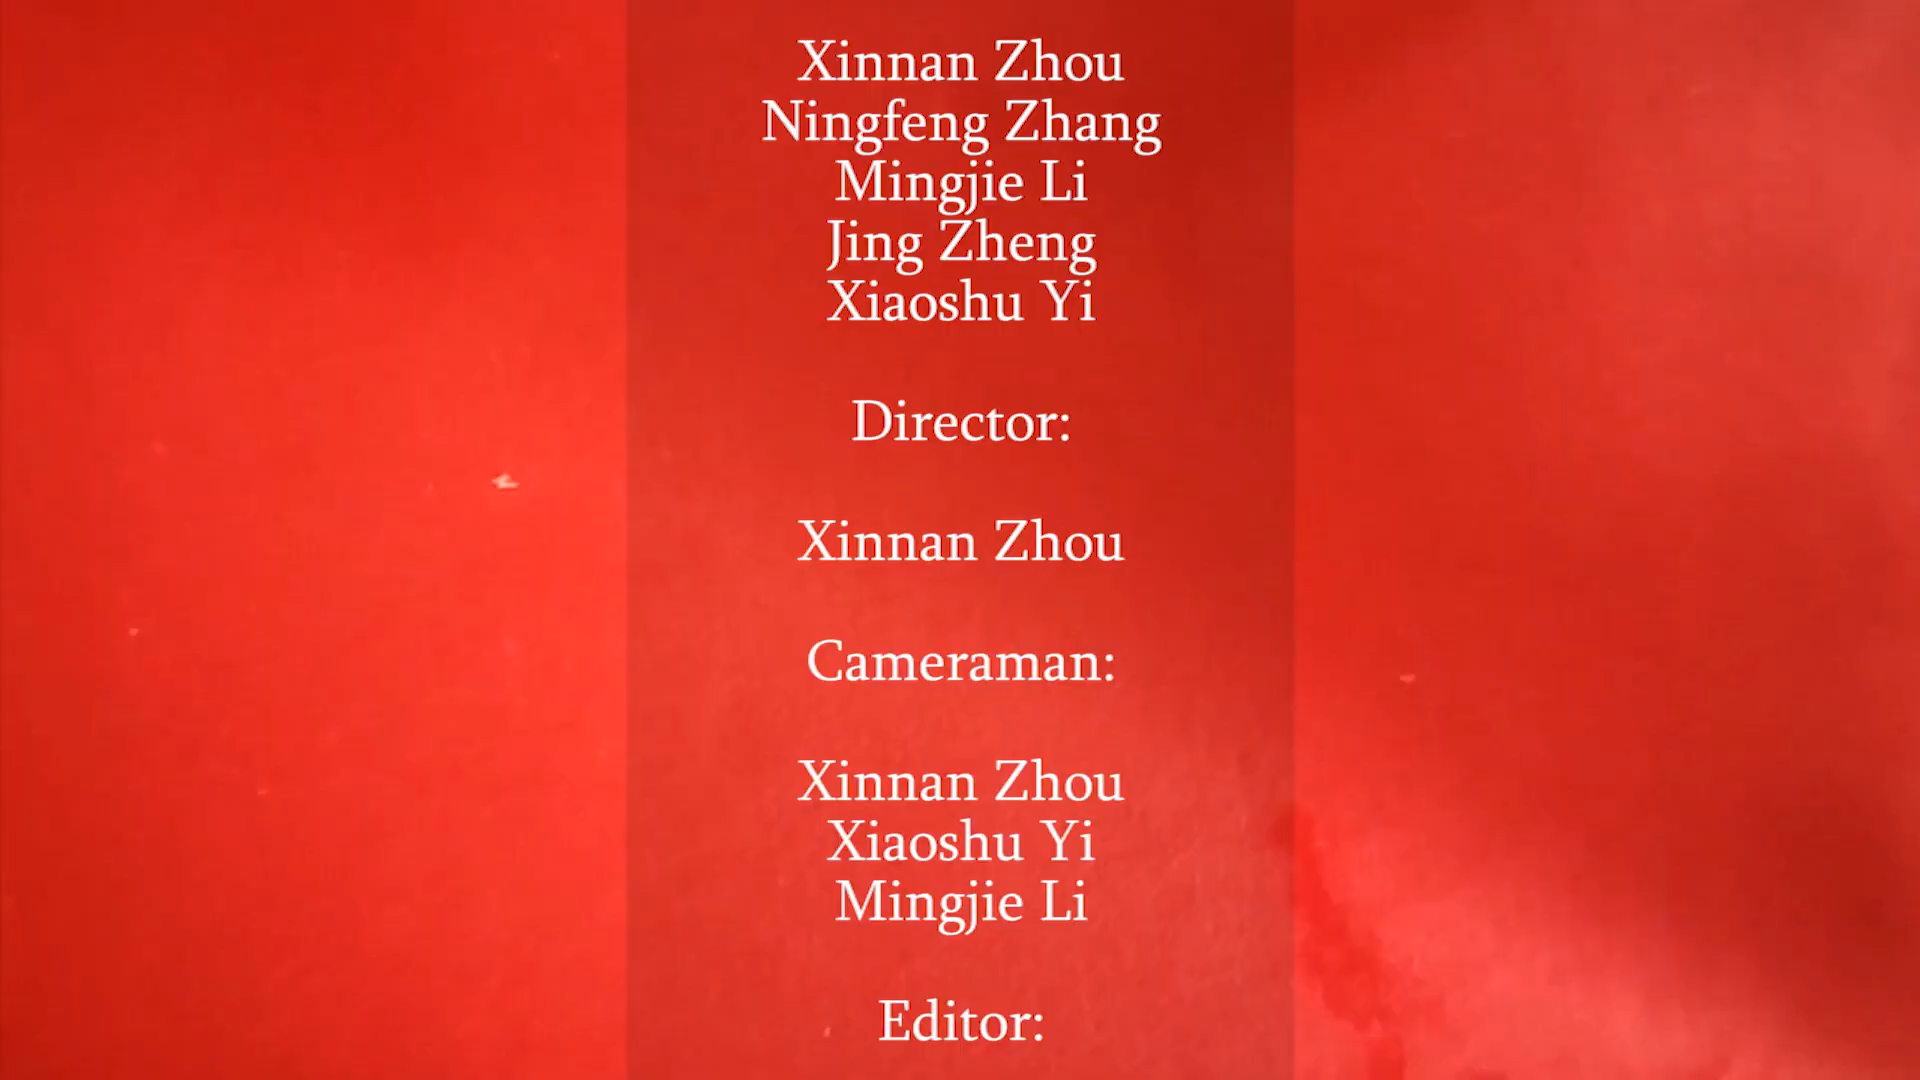 Xinnan Zhou
Ningfeng Zhang
Mingjie Li
Jing Zheng
Xiaoshu Yi
Director:
Xinnan Zhou
Cameraman:
Xinnan Zhou
Xiaoshu Yi
Mingjie Li
Editor: